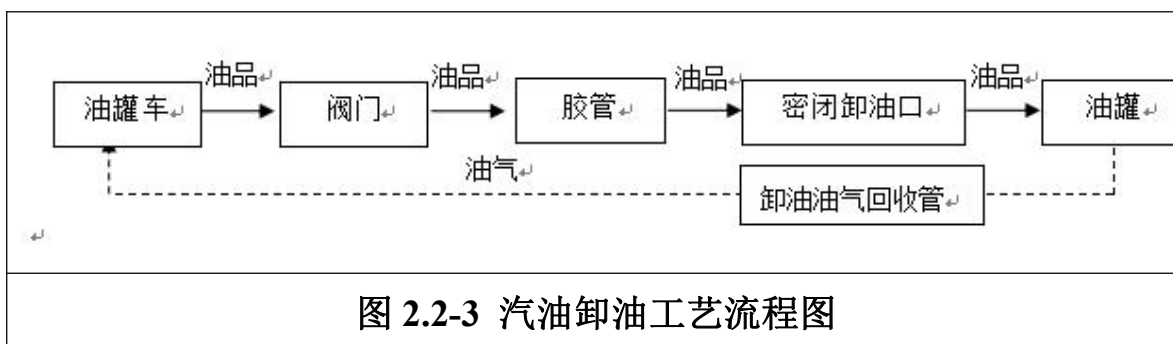 油品 油品 油品 油品
油罐车 阀门 胶管 密闭卸油口 油罐
油气
卸油油气回收管
图 2.2-3 汽油卸油工艺流程图